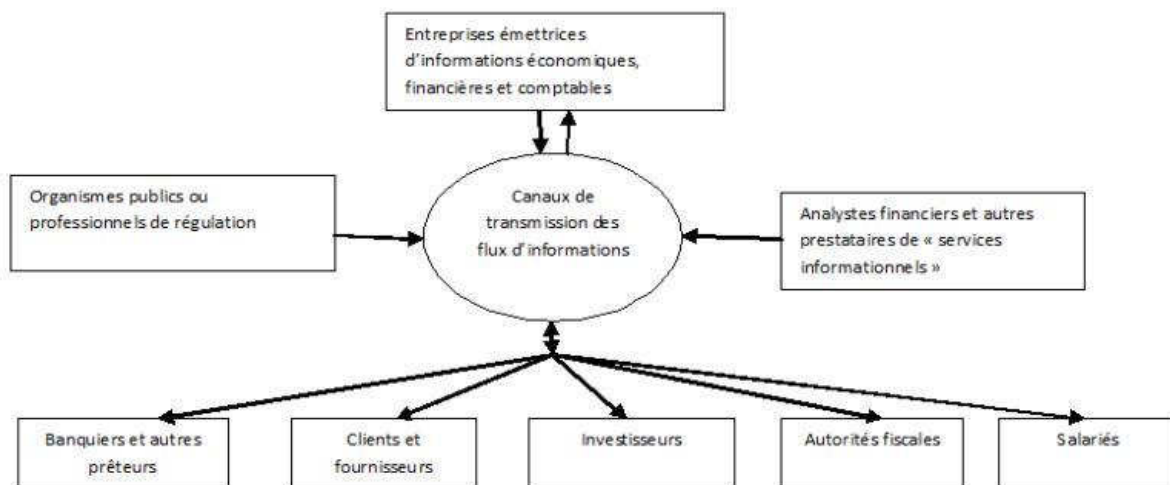 Entreprises émettrices
d'informations économiques,
financières et comptables
Organismes publics ou
professionnels de régulation
Canaux de
transmission des
flux d'informations
Analystes financiers et autres
prestataires de « services
informationnels »
Banquiers et autres
prêteurs
Clients et
fournisseurs
Investisseurs
Autorités fiscales
Salariés